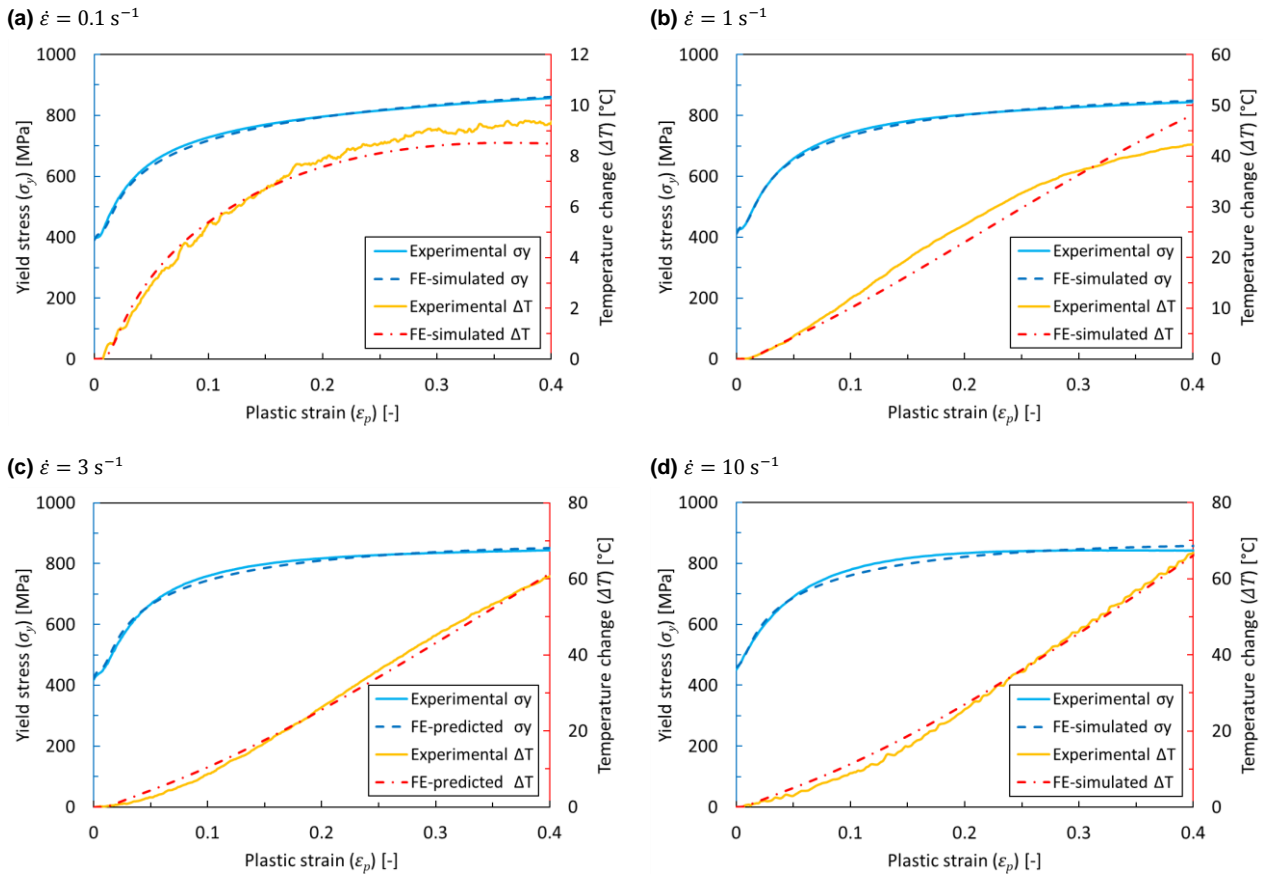 (a) ε̇ = 0.1 s⁻¹
1000
800
600
400
200
0
Yield stress (σy) [MPa]
12
10
8
6
4
2
0
Temperature change (ΔT) [°C]
Experimental σy
FE-simulated σy
Experimental ΔT
FE-simulated ΔT
0 0.1 0.2 0.3 0.4
Plastic strain (εp) [-]
(b) ε̇ = 1 s⁻¹
1000
800
600
400
200
0
Yield stress (σy) [MPa]
60
50
40
30
20
10
0
Temperature change (ΔT) [°C]
Experimental σy
FE-simulated σy
Experimental ΔT
FE-simulated ΔT
0 0.1 0.2 0.3 0.4
Plastic strain (εp) [-]
(c) ε̇ = 3 s⁻¹
1000
800
600
400
200
0
Yield stress (σy) [MPa]
80
60
40
20
0
Temperature change (ΔT) [°C]
Experimental σy
FE-predicted σy
Experimental ΔT
FE-predicted ΔT
0 0.1 0.2 0.3 0.4
Plastic strain (εp) [-]
(d) ε̇ = 10 s⁻¹
1000
800
600
400
200
0
Yield stress (σy) [MPa]
80
60
40
20
0
Temperature change (ΔT) [°C]
Experimental σy
FE-simulated σy
Experimental ΔT
FE-simulated ΔT
0 0.1 0.2 0.3 0.4
Plastic strain (εp) [-]